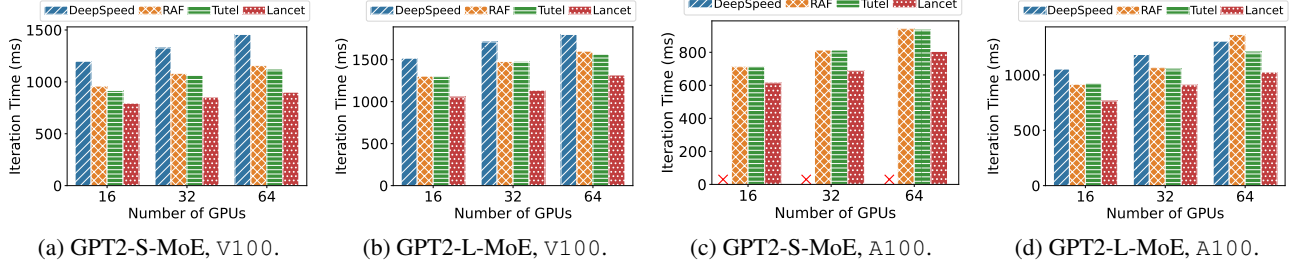 DeepSpeed RAF Tutel Lancet
Iteration Time (ms)
1500
1000
500
0
16 32 64
Number of GPUs
(a) GPT2-S-MoE, V100.
DeepSpeed RAF Tutel Lancet
Iteration Time (ms)
1500
1000
500
0
16 32 64
Number of GPUs
(b) GPT2-L-MoE, V100.
DeepSpeed RAF Tutel Lancet
Iteration Time (ms)
800
600
400
200
0
16 32 64
Number of GPUs
(c) GPT2-S-MoE, A100.
DeepSpeed RAF Tutel Lancet
Iteration Time (ms)
1000
500
0
16 32 64
Number of GPUs
(d) GPT2-L-MoE, A100.